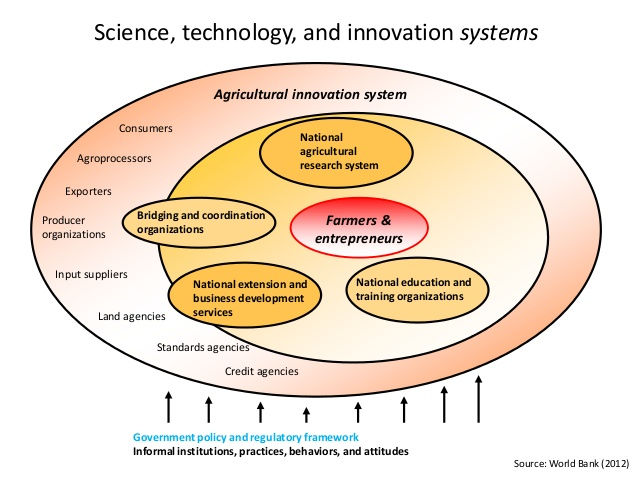 Science, technology, and innovation systems
Agricultural innovation system
Consumers
Agroprocessors
Exporters
Producer
organizations
Input suppliers
Land agencies
Standards agencies
Credit agencies
National
agricultural
research system
Bridging and coordination
organizations
Farmers &
entrepreneurs
National extension and
business development
services
National education and
training organizations
Government policy and regulatory framework
Informal institutions, practices, behaviors, and attitudes
Source: World Bank (2012)